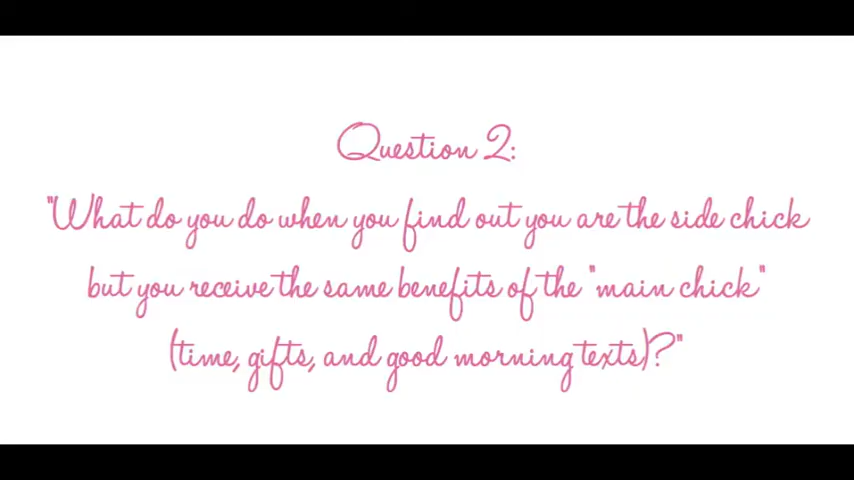 Question 2:
"What do you do when you find out you are the side chick
but you receive the same benefits of the "main chick"
(time, gifts, and good morning texts)?"